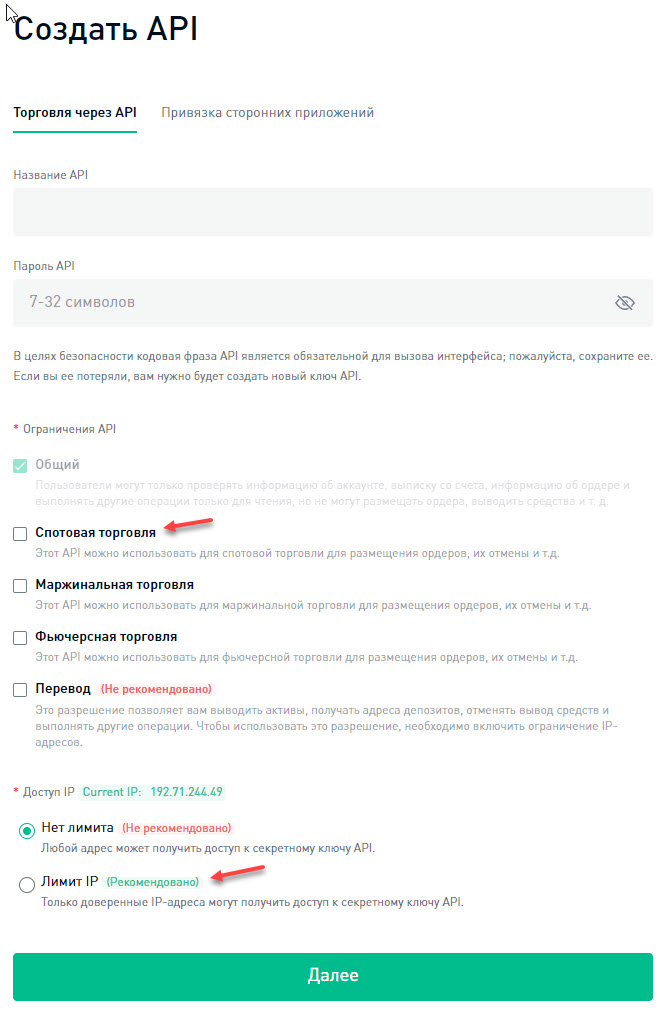 Создать API
Торговля через API Привязка сторонних приложений
Название API
Пароль API
7-32 символов
В целях безопасности кодовая фраза API является обязательной для вызова интерфейса; пожалуйста, сохраните ее.
Если вы ее потеряли, вам нужно будет создать новый ключ API.
* Ограничения API
Общий
Пользователи могут только проверять информацию об аккаунте, выписку со счета, информацию об ордере и
выполнять другие операции только для чтения, но не могут размещать ордера, выводить средства и т. д.
Спотовая торговля
Этот API можно использовать для спотовой торговли для размещения ордеров, их отмены и т.д.
Маржинальная торговля
Этот API можно использовать для маржинальной торговли для размещения ордеров, их отмены и т.д.
Фьючерсная торговля
Этот API можно использовать для фьючерсной торговли для размещения ордеров, их отмены и т.д.
Перевод (Не рекомендовано)
Это разрешение позволяет вам выводить активы, получать адреса депозитов, отменять вывод средств и
выполнять другие операции. Чтобы использовать это разрешение, необходимо включить ограничение IP-
адресов.
* Доступ IP Current IP: 192.71.244.49
Нет лимита (Не рекомендовано)
Любой адрес может получить доступ к секретному ключу API.
Лимит IP (Рекомендовано)
Только доверенные IP-адреса могут получить доступ к секретному ключу API.
Далее